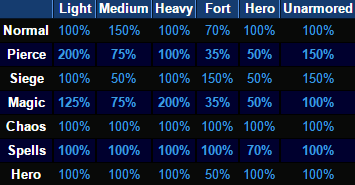 Light Medium Heavy Fort Hero Unarmored
Normal 100% 150% 100% 70% 100% 100%
Pierce 200% 75% 100% 35% 50% 150%
Siege 100% 50% 100% 150% 50% 150%
Magic 125% 75% 200% 35% 50% 100%
Chaos 100% 100% 100% 100% 100% 100%
Spells 100% 100% 100% 100% 70% 100%
Hero 100% 100% 100% 50% 100% 100%